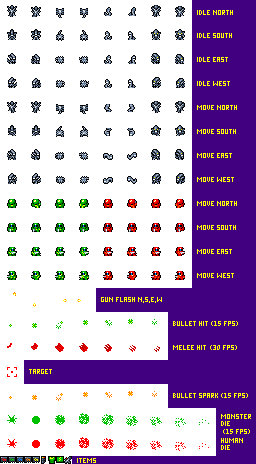 IDLE NORTH
IDLE SOUTH
IDLE EAST
IDLE WEST
MOVE NORTH
MOVE SOUTH
MOVE EAST
MOVE WEST
MOVE NORTH
MOVE SOUTH
MOVE EAST
MOVE WEST
GUN FLASH N,S,E,W
BULLET HIT (15 FPS)
MELEE HIT (30 FPS)
TARGET
BULLET SPARK (15 FPS)
MONSTER
DIE
(15 FPS)
HUMAN
DIE
ITEMS